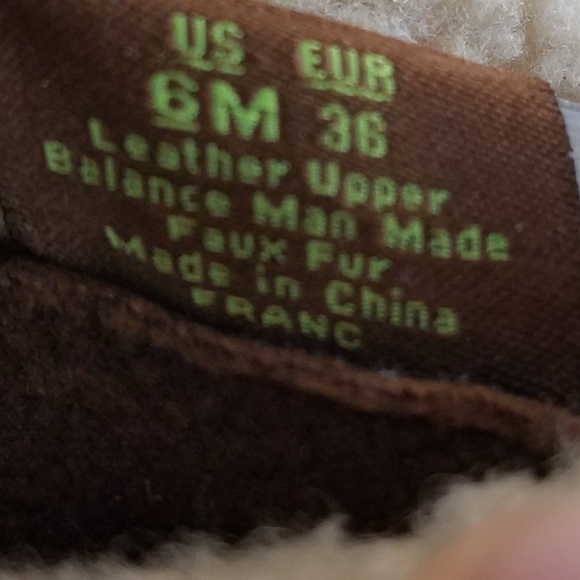 US EUR
6M 36
Leather Upper
Balance Man Made
Faux Fur
Made in China
FRANC